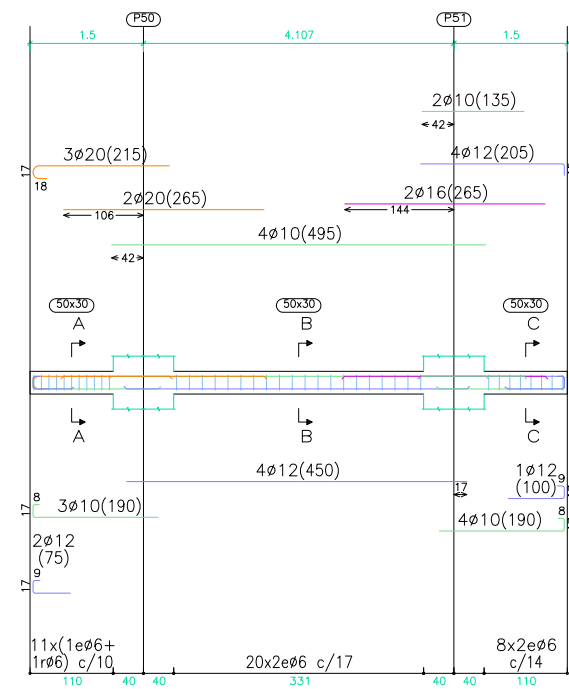 P50 P51
1.5 4.107 1.5
2ø10(135)
42
3ø20(215) 4ø12(205)
17
18
2ø20(265) 2ø16(265)
106 144
4ø10(495)
42
50x30 50x30 50x30
A B C
A B C
4ø12(450) 1ø12
(100)
17 9
8 3ø10(190) 4ø10(190) 8
17
2ø12
(75)
9
17
11x(1eø6+
1rø6) c/10
20x2eø6 c/17
8x2eø6
c/14
110 40 40 331 40 40 110